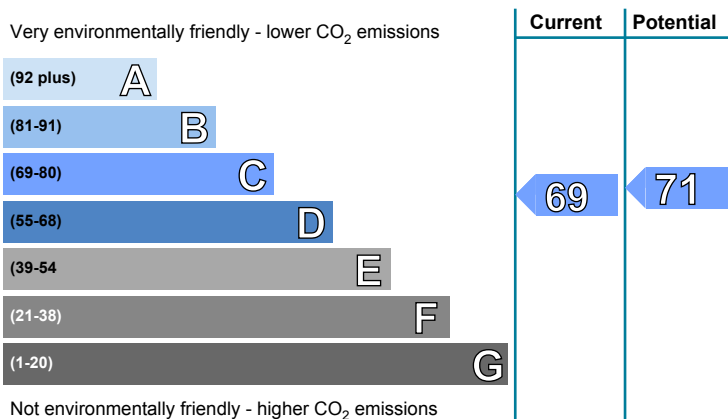 Very environmentally friendly - lower CO2 emissions
Current
Potential
(92 plus) A
(81-91) B
(69-80) C
(55-68) D
(39-54 E
(21-38) F
(1-20) G
69
71
Not environmentally friendly - higher CO2 emissions